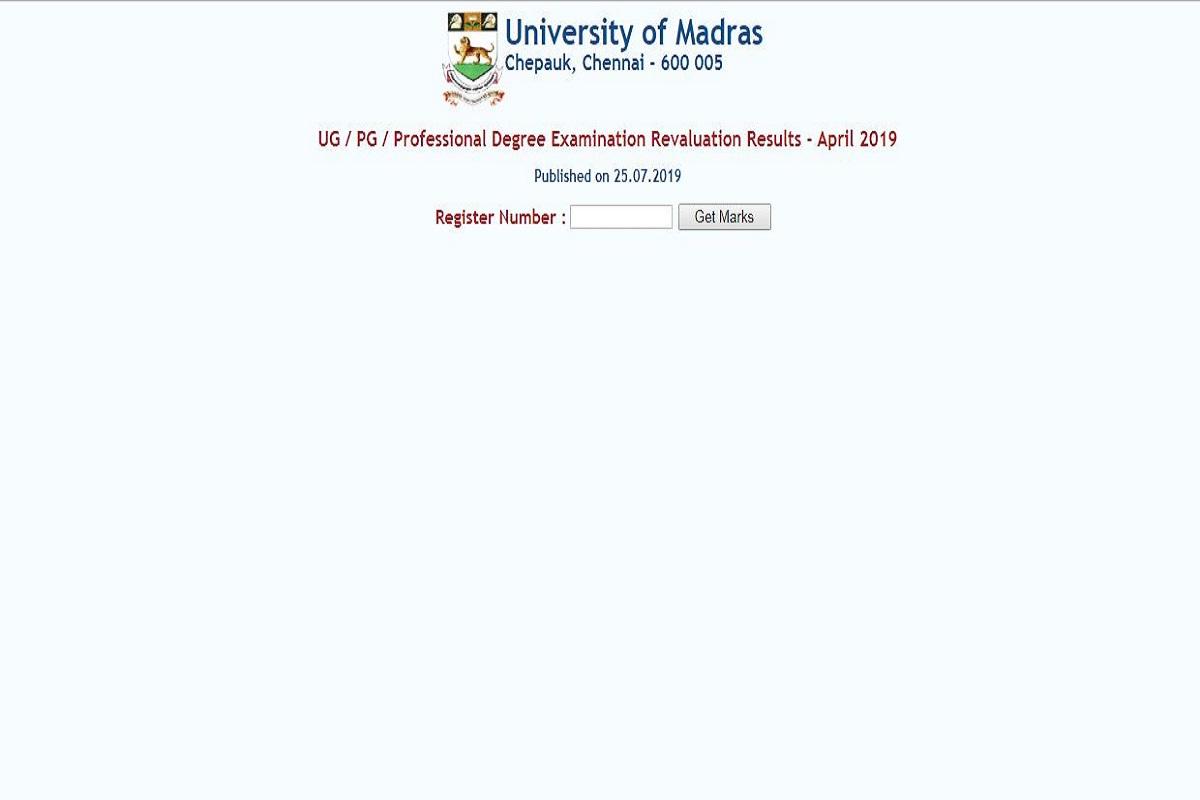 University of Madras
Chepauk, Chennai - 600 005
UG / PG / Professional Degree Examination Revaluation Results - April 2019
Published on 25.07.2019
Register Number :
Get Marks